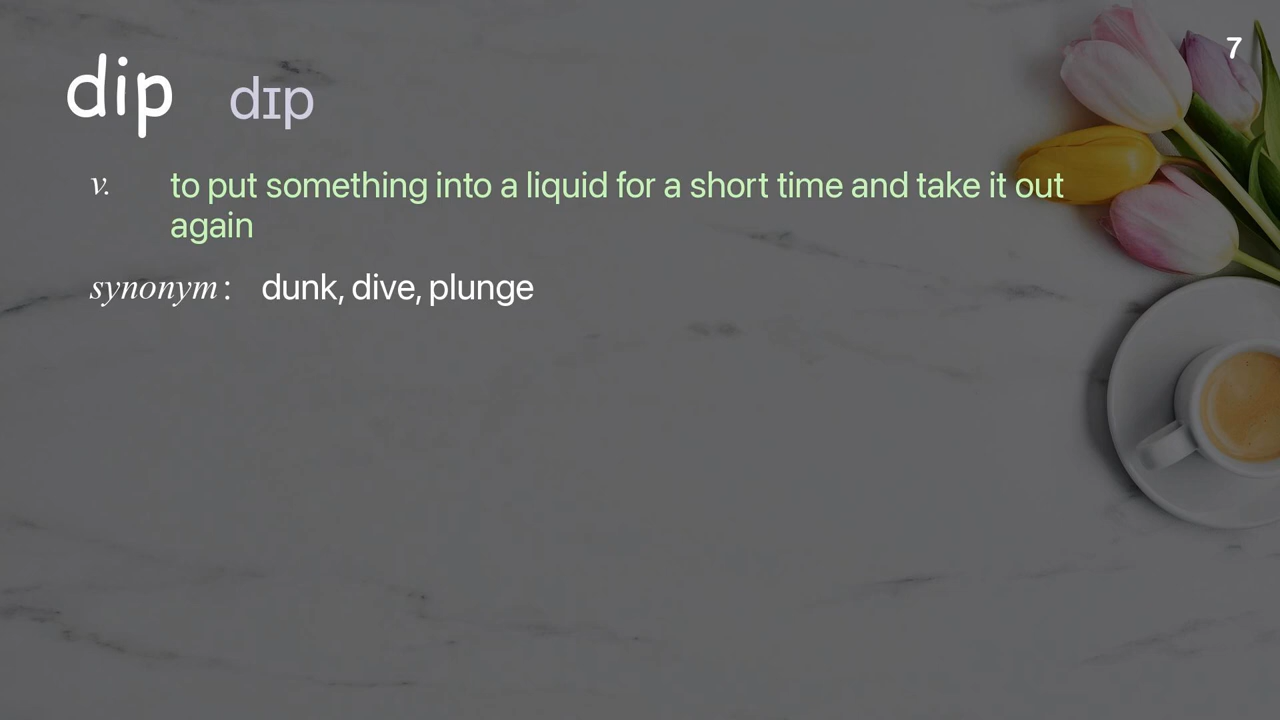 7
dip dɪp
v. to put something into a liquid for a short time and take it out
again
synonym: dunk, dive, plunge